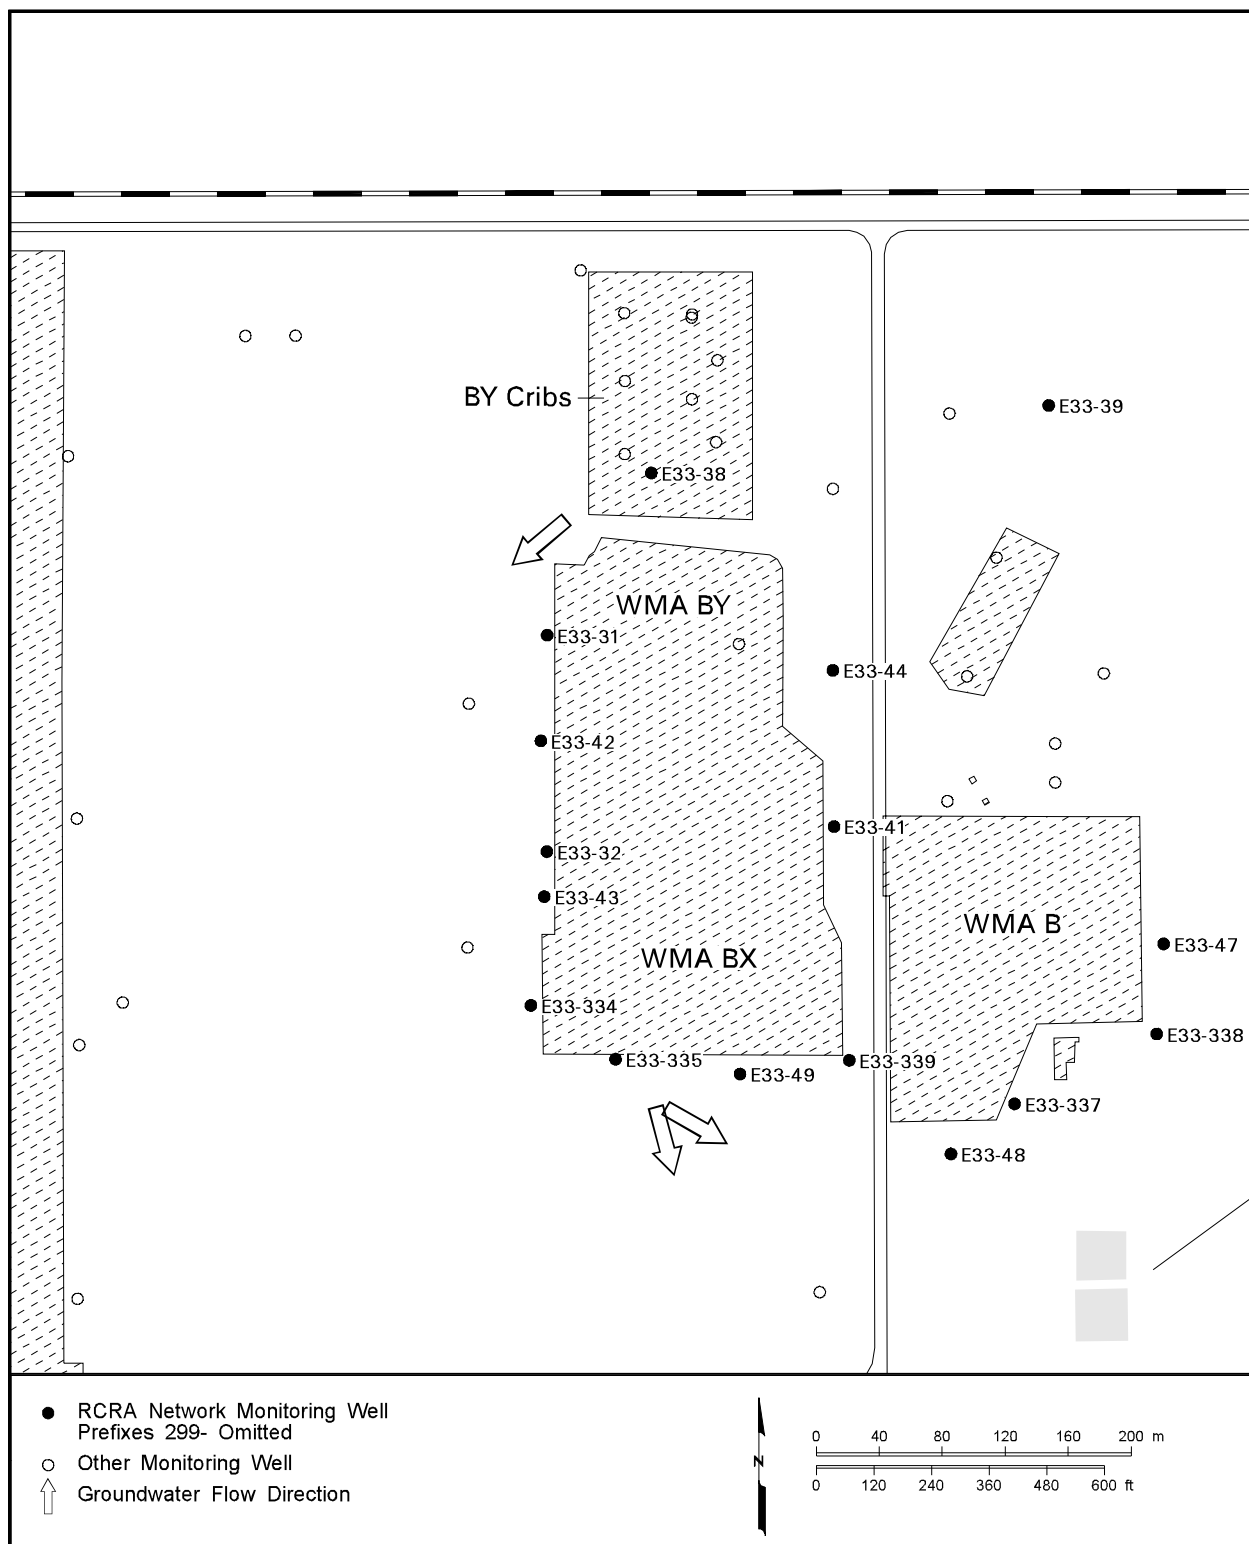 BY Cribs
E33-39
E33-38
WMA BY
E33-31
E33-44
E33-42
E33-41
E33-32
E33-43
WMA B
E33-47
WMA BX
E33-334
E33-338
E33-335
E33-339
E33-49
E33-337
E33-48
RCRA Network Monitoring Well
Prefixes 299- Omitted
Other Monitoring Well
Groundwater Flow Direction
N
0 40 80 120 160 200 m
0 120 240 360 480 600 ft